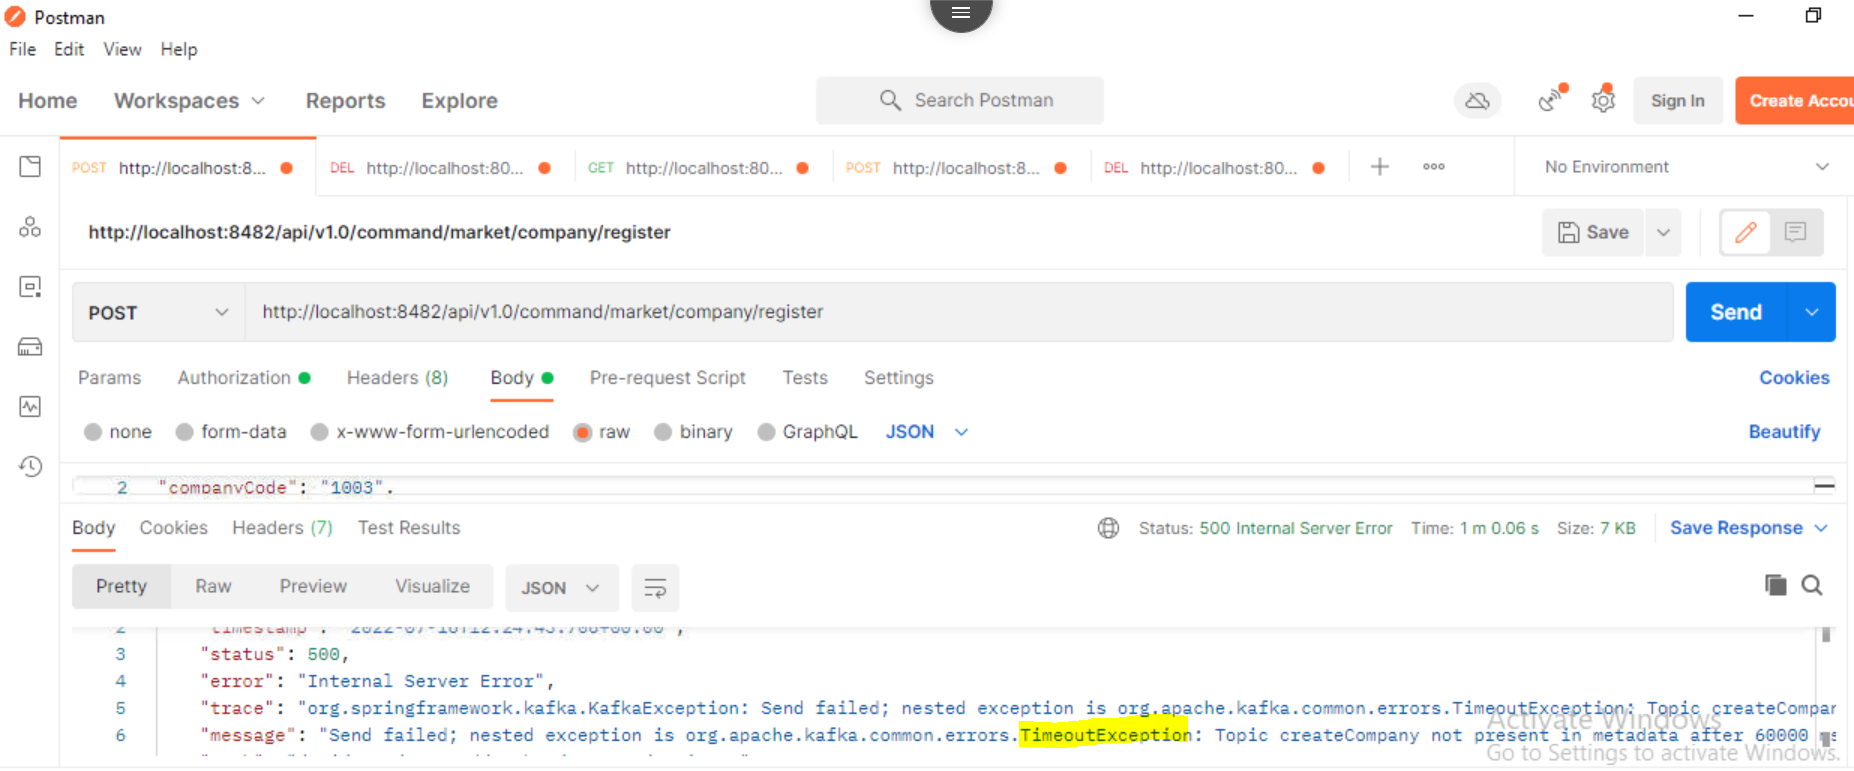 Postman
File Edit View Help
Home Workspaces Reports Explore Search Postman Sign In Create Accou
POST http://localhost:8... DEL http://localhost:80... GET http://localhost:80... POST http://localhost:8... DEL http://localhost:80... + ooo No Environment
http://localhost:8482/api/v1.0/command/market/company/register Save
POST http://localhost:8482/api/v1.0/command/market/company/register Send
Params Authorization Headers (8) Body Pre-request Script Tests Settings Cookies
none form-data x-www-form-urlencoded raw binary GraphQL JSON Beautify
2 "companyCode": "1003",
Body Cookies Headers (7) Test Results Status: 500 Internal Server Error Time: 1 m 0.06 s Size: 7 KB Save Response
Pretty Raw Preview Visualize JSON
2 "timestamp":
3 "status": 500,
4 "error": "Internal Server Error",
5 "trace": "org.springframework.kafka.KafkaException: Send failed; nested exception is org.apache.kafka.common.errors.TimeoutException: Topic createCompan
6 "message": "Send failed; nested exception is org.apache.kafka.common.errors.TimeoutException: Topic createCompany not present in metadata after 60000 ms
Activate Windows
Go to Settings to activate Windows.